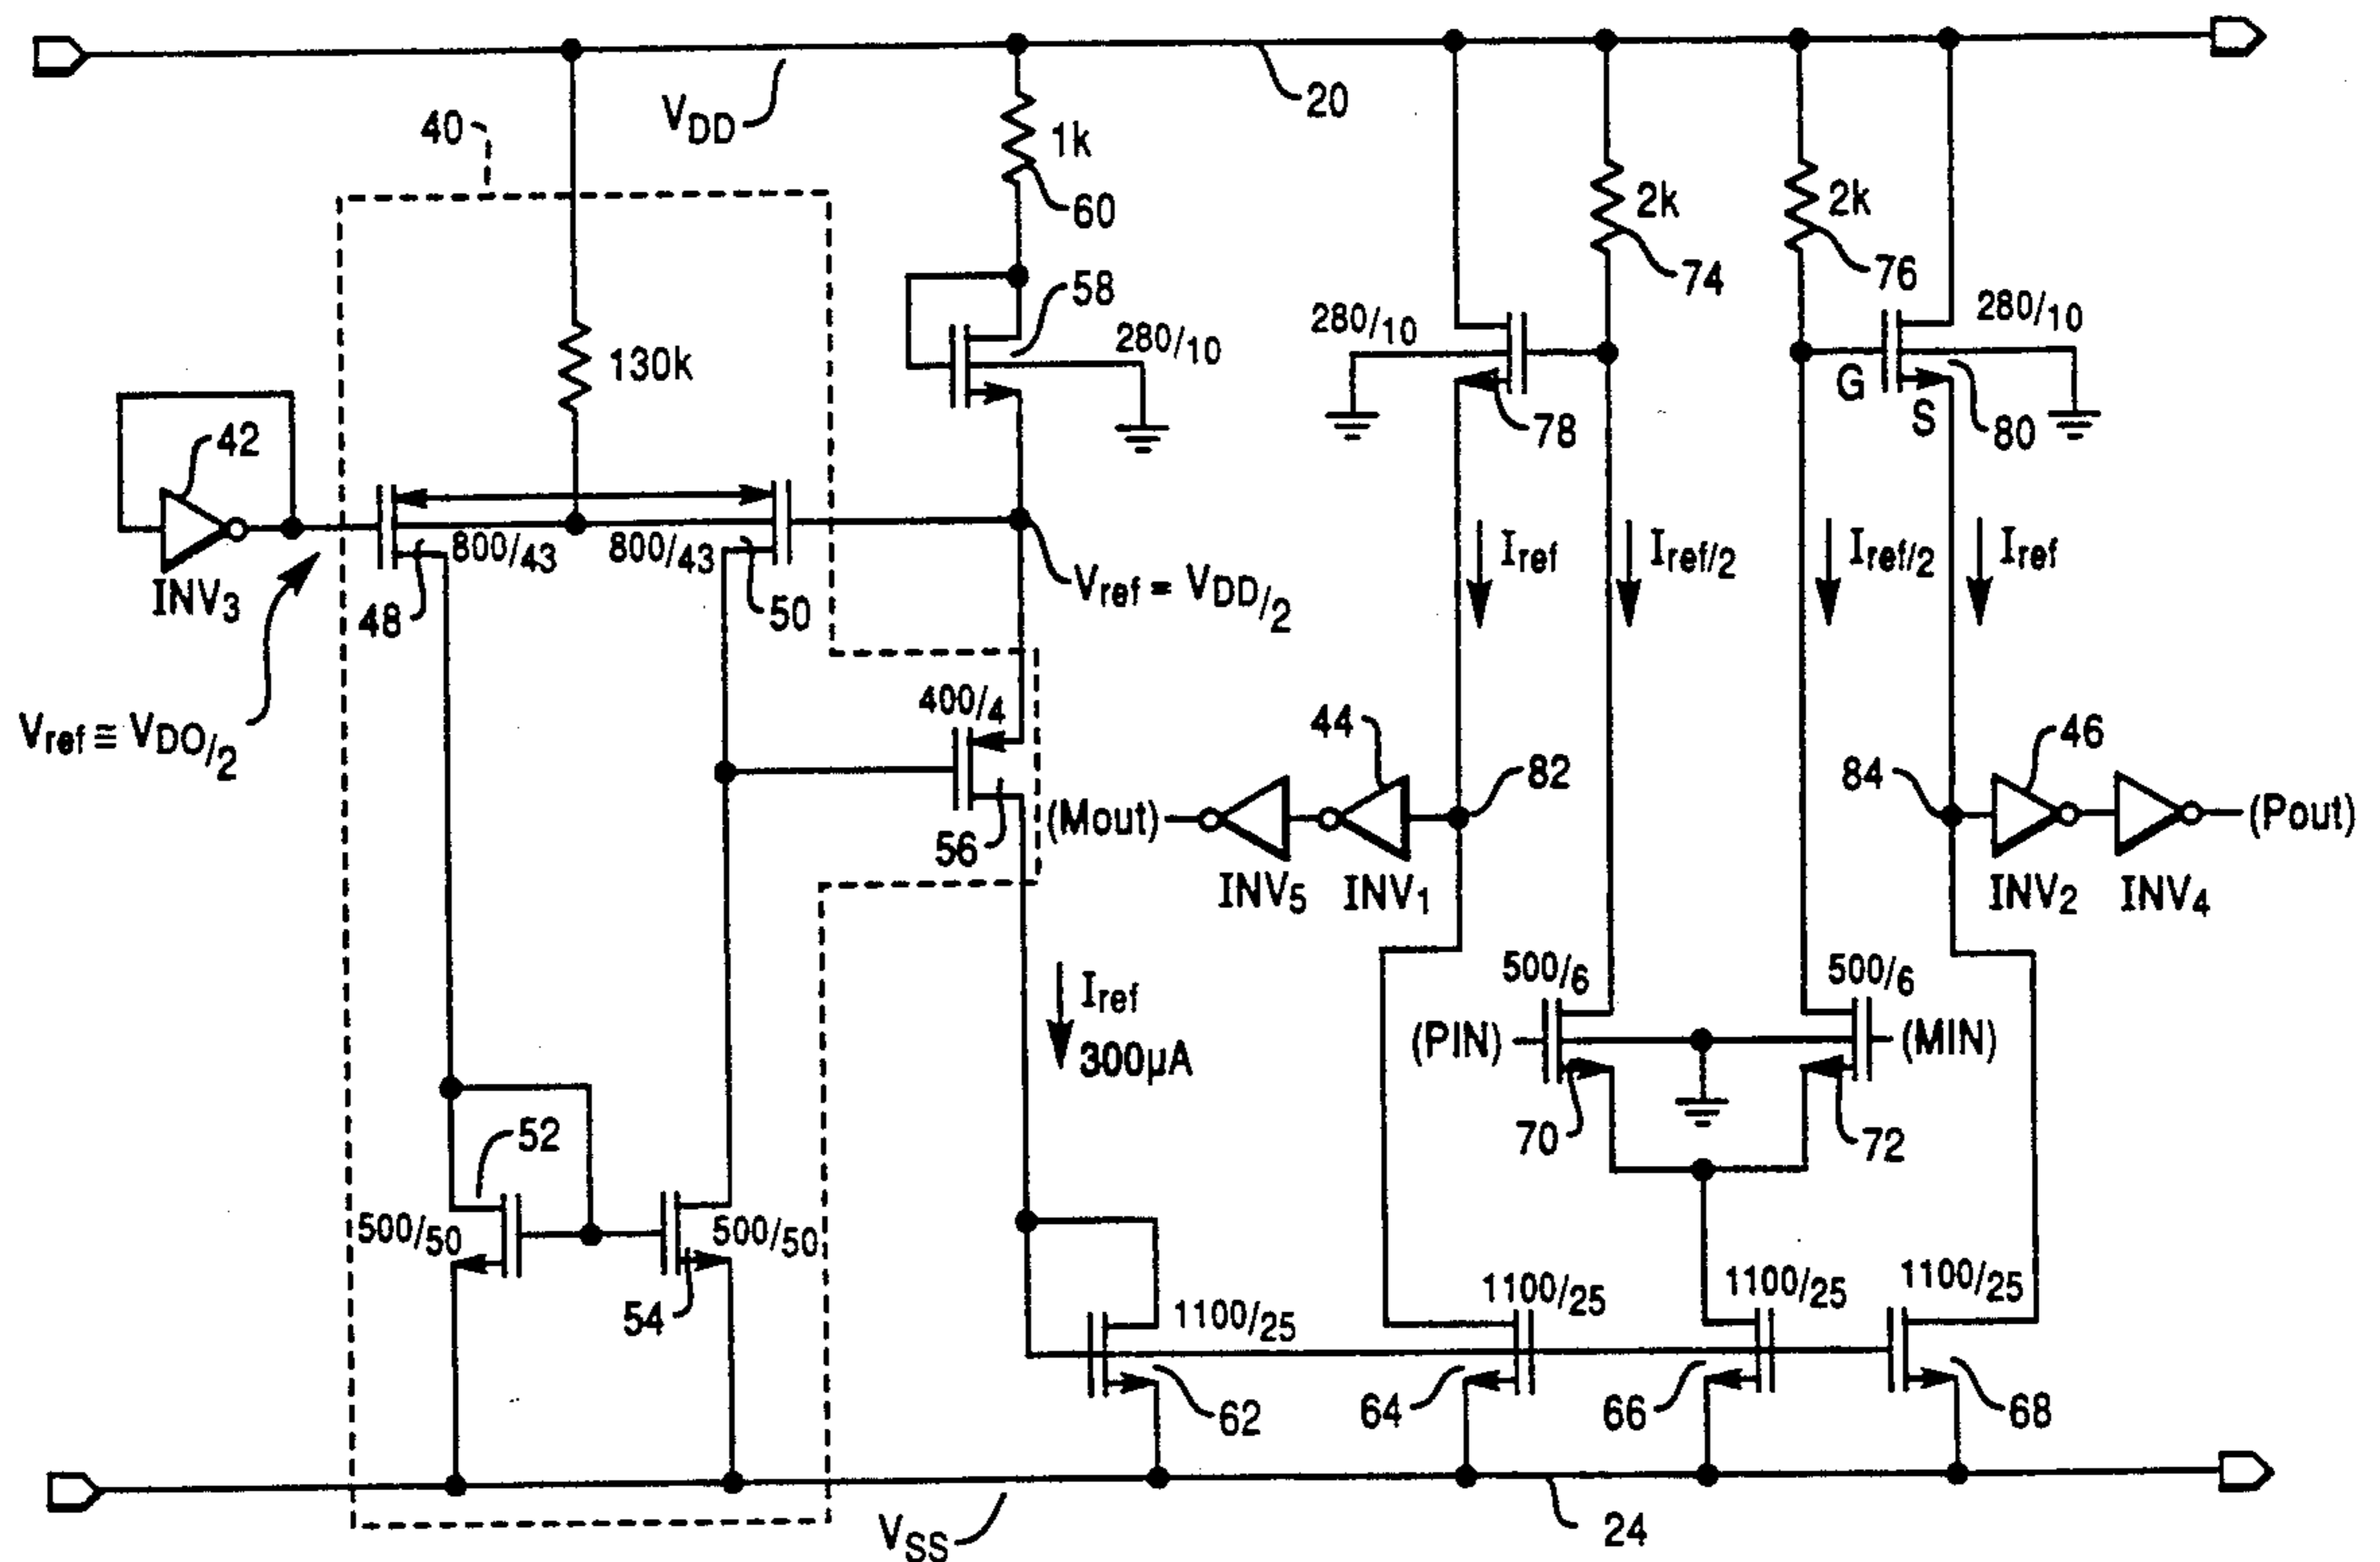 20
V_DD
40
1k
60
2k
74
2k
76
58
280/10
280/10
280/10
G
S
78
80
130k
42
INV3
800/43
800/43
48
50
Vref = VDD/2
Iref
Iref/2
Iref/2
Iref
Vref ≅ VDO/2
400/4
56
44
82
84
46
(Mout)
(Pout)
INV5
INV1
INV2
INV4
Iref
300µA
500/6
500/6
(PIN)
(MIN)
70
72
52
500/50
500/50
54
1100/25
1100/25
1100/25
1100/25
62
64
66
68
VSS
24